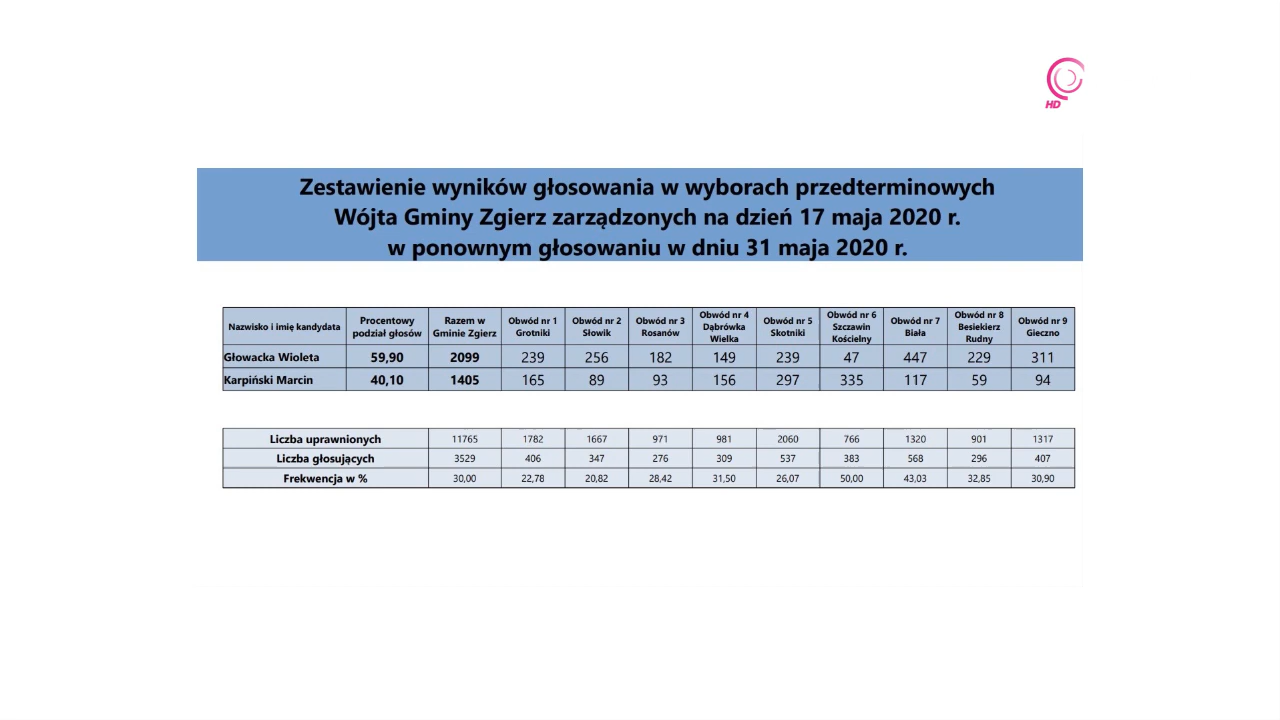 HD
Zestawienie wyników głosowania w wyborach przedterminowych
Wójta Gminy Zgierz zarządzonych na dzień 17 maja 2020 r.
w ponownym głosowaniu w dniu 31 maja 2020 r.
Nazwisko i imię kandydata Procentowy podział głosów Razem w Gminie Zgierz Obwód nr 1 Grotniki Obwód nr 2 Słowik Obwód nr 3 Rosanów Obwód nr 4 Dąbrówka Wielka Obwód nr 5 Skotniki Obwód nr 6 Szczawin Kościelny Obwód nr 7 Biała Obwód nr 8 Besiekierz Rudny Obwód nr 9 Gieczno
Głowacka Wioleta 59,90 2099 239 256 182 149 239 47 447 229 311
Karpiński Marcin 40,10 1405 165 89 93 156 297 335 117 59 94
Liczba uprawnionych 11765 1782 1667 971 981 2060 766 1320 901 1317
Liczba głosujących 3529 406 347 276 309 537 383 568 296 407
Frekwencja w % 30,00 22,78 20,82 28,42 31,50 26,07 50,00 43,03 32,85 30,90